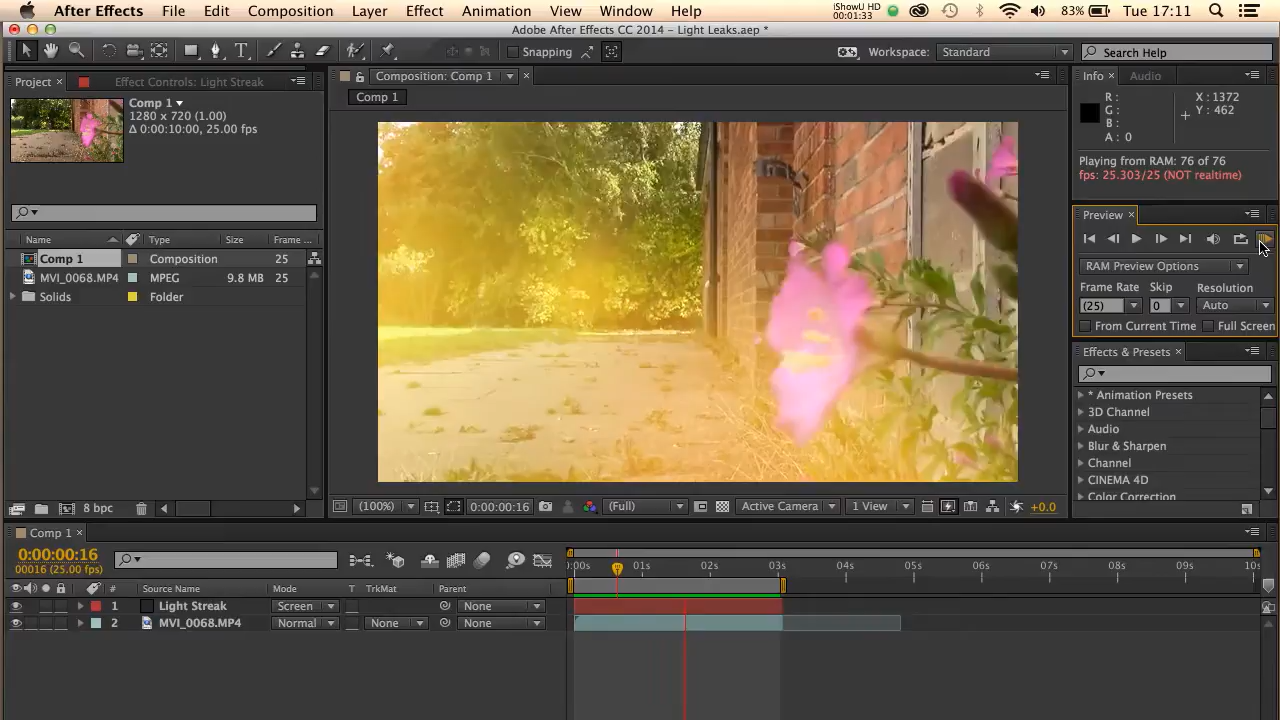 After Effects File Edit Composition Layer Effect Animation View Window Help iShowU HD 00:01:33 83% Tue 17:11
Adobe After Effects CC 2014 – Light Leaks.aep *
Snapping Workspace: Standard Search Help
Project × Effect Controls: Light Streak
Comp 1
1280 x 720 (1.00)
Δ 0:00:10:00, 25.00 fps
Name Type Size Frame ...
Comp 1 Composition 25
MVI_0068.MP4 MPEG 9.8 MB 25
Solids Folder
8 bpc
Composition: Comp 1 ×
Comp 1
(100%) 0:00:00:16 (Full) Active Camera 1 View +0.0
Info × Audio
R : X : 1372
G : Y : 462
B :
A : 0
Playing from RAM: 76 of 76
fps: 25.303/25 (NOT realtime)
Preview ×
RAM Preview Options
Frame Rate Skip Resolution
(25) 0 Auto
From Current Time Full Screen
Effects & Presets ×
* Animation Presets
3D Channel
Audio
Blur & Sharpen
Channel
CINEMA 4D
Color Correction
Comp 1 ×
0:00:00:16
00016 (25.00 fps)
:00s 01s 02s 03s 04s 05s 06s 07s 08s 09s 10s
# Source Name Mode T TrkMat Parent
1 Light Streak Screen None
2 MVI_0068.MP4 Normal None None